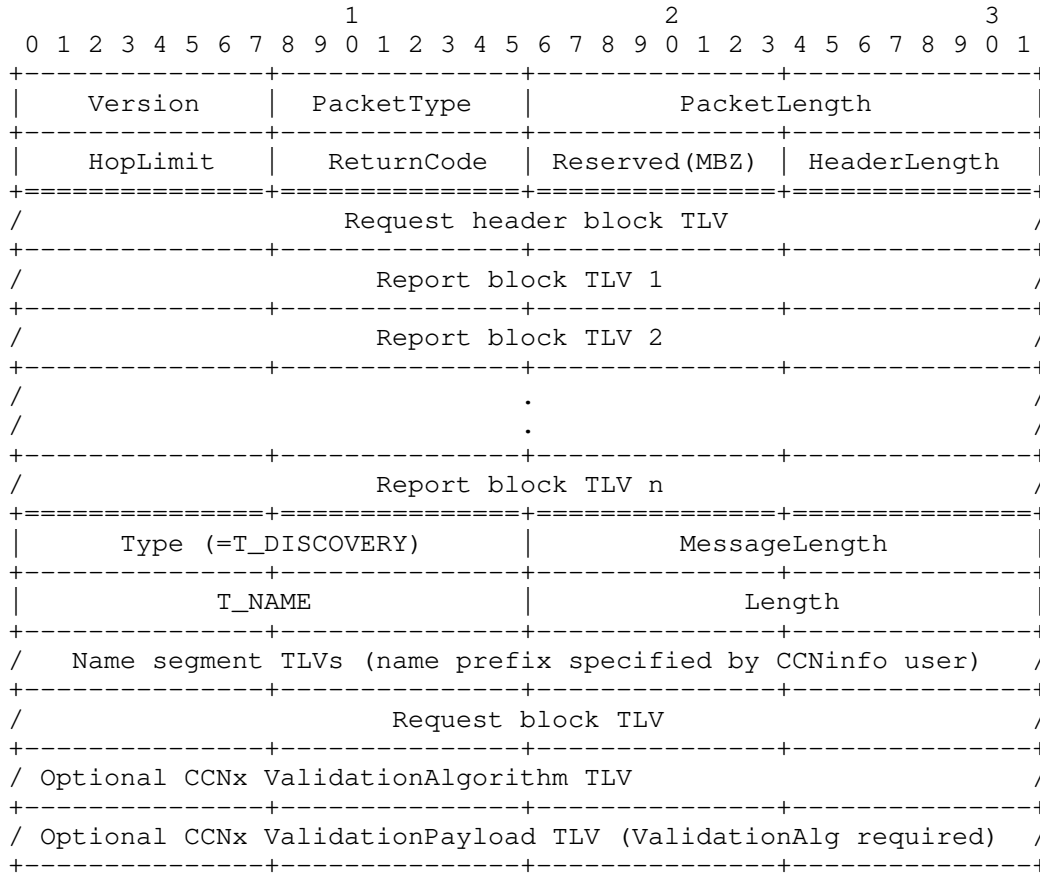 1                   2                   3
 0 1 2 3 4 5 6 7 8 9 0 1 2 3 4 5 6 7 8 9 0 1 2 3 4 5 6 7 8 9 0 1
+---------------+---------------+---------------+---------------+
|    Version    |  PacketType   |         PacketLength          |
+---------------+---------------+---------------+---------------+
|    HopLimit   |   ReturnCode  | Reserved(MBZ) | HeaderLength  |
+===============+===============+===============+===============+
/                    Request header block TLV                   /
+---------------+---------------+---------------+---------------+
/                      Report block TLV 1                       /
+---------------+---------------+---------------+---------------+
/                      Report block TLV 2                       /
+---------------+---------------+---------------+---------------+
/                               .                               /
/                               .                               /
+---------------+---------------+---------------+---------------+
/                      Report block TLV n                       /
+===============+===============+===============+===============+
|      Type (=T_DISCOVERY)      |         MessageLength         |
+---------------+---------------+---------------+---------------+
|            T_NAME             |             Length            |
+---------------+---------------+---------------+---------------+
/   Name segment TLVs (name prefix specified by CCNinfo user)   /
+---------------+---------------+---------------+---------------+
/                       Request block TLV                       /
+---------------+---------------+---------------+---------------+
/ Optional CCNx ValidationAlgorithm TLV                         /
+---------------+---------------+---------------+---------------+
/ Optional CCNx ValidationPayload TLV (ValidationAlg required)  /
+---------------+---------------+---------------+---------------+